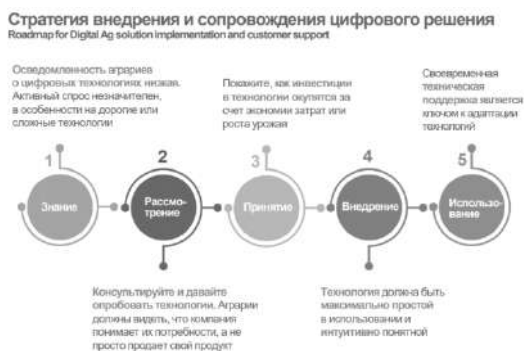 Стратегия внедрения и сопровождения цифрового решения
Roadmap for Digital Ag solution implementation and customer support
Осведомленность аграриев
о цифровых технологиях низкая.
Активный спрос незначителен,
в особенности на дорогие или
сложные технологии
Покажите, как инвестиции
в технологии окупятся за
счет экономии затрат или
роста урожая
Своевременная
техническая
поддержка является
ключом к адаптации
технологий
1
2
3
4
5
Знание
Рассмо-
трение
Принятие
Внедрение
Использо-
вание
Консультируйте и давайте
опробовать технологии. Аграрии
должны видеть, что компания
понимает их потребности, а не
просто продает свой продукт
Технология должна быть
максимально простой
в использовании и
интуитивно понятной